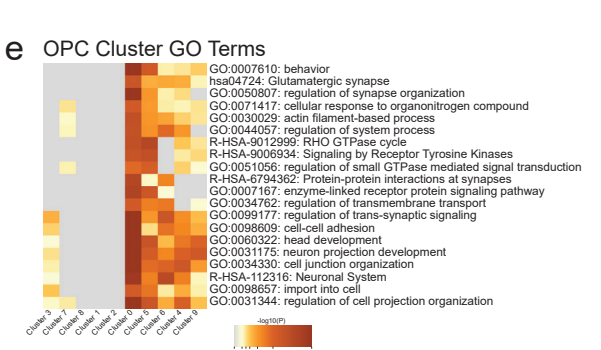 e OPC Cluster GO Terms
GO:0007610: behavior
hsa04724: Glutamatergic synapse
GO:0050807: regulation of synapse organization
GO:0071417: cellular response to organonitrogen compound
GO:0030029: actin filament-based process
GO:0044057: regulation of system process
R-HSA-9012999: RHO GTPase cycle
R-HSA-9006934: Signaling by Receptor Tyrosine Kinases
GO:0051056: regulation of small GTPase mediated signal transduction
R-HSA-6794362: Protein-protein interactions at synapses
GO:0007167: enzyme-linked receptor protein signaling pathway
GO:0034762: regulation of transmembrane transport
GO:0099177: regulation of trans-synaptic signaling
GO:0098609: cell-cell adhesion
GO:0060322: head development
GO:0031175: neuron projection development
GO:0034330: cell junction organization
R-HSA-112316: Neuronal System
GO:0098657: import into cell
GO:0031344: regulation of cell projection organization
Cluster 3
Cluster 7
Cluster 8
Cluster 1
Cluster 2
Cluster 0
Cluster 5
Cluster 6
Cluster 4
Cluster 9
-log10(P)